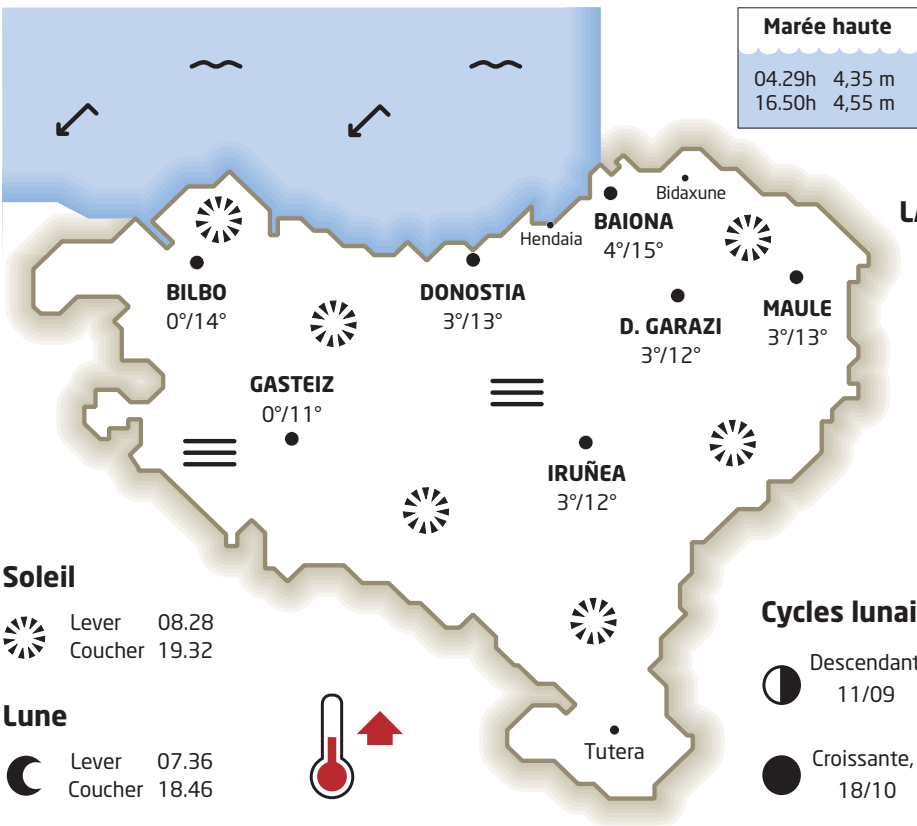 Marée haute
04.29h 4,35 m
16.50h 4,55 m
Bidaxune
BAIONA
4°/15°
Hendaia
LA
BILBO
0°/14°
DONOSTIA
3°/13°
D. GARAZI
3°/12°
MAULE
3°/13°
GASTEIZ
0°/11°
IRUÑEA
3°/12°
Tutera
Soleil
Lever 08.28
Coucher 19.32
Lune
Lever 07.36
Coucher 18.46
Cycles lunai
Descendant
11/09
Croissante,
18/10